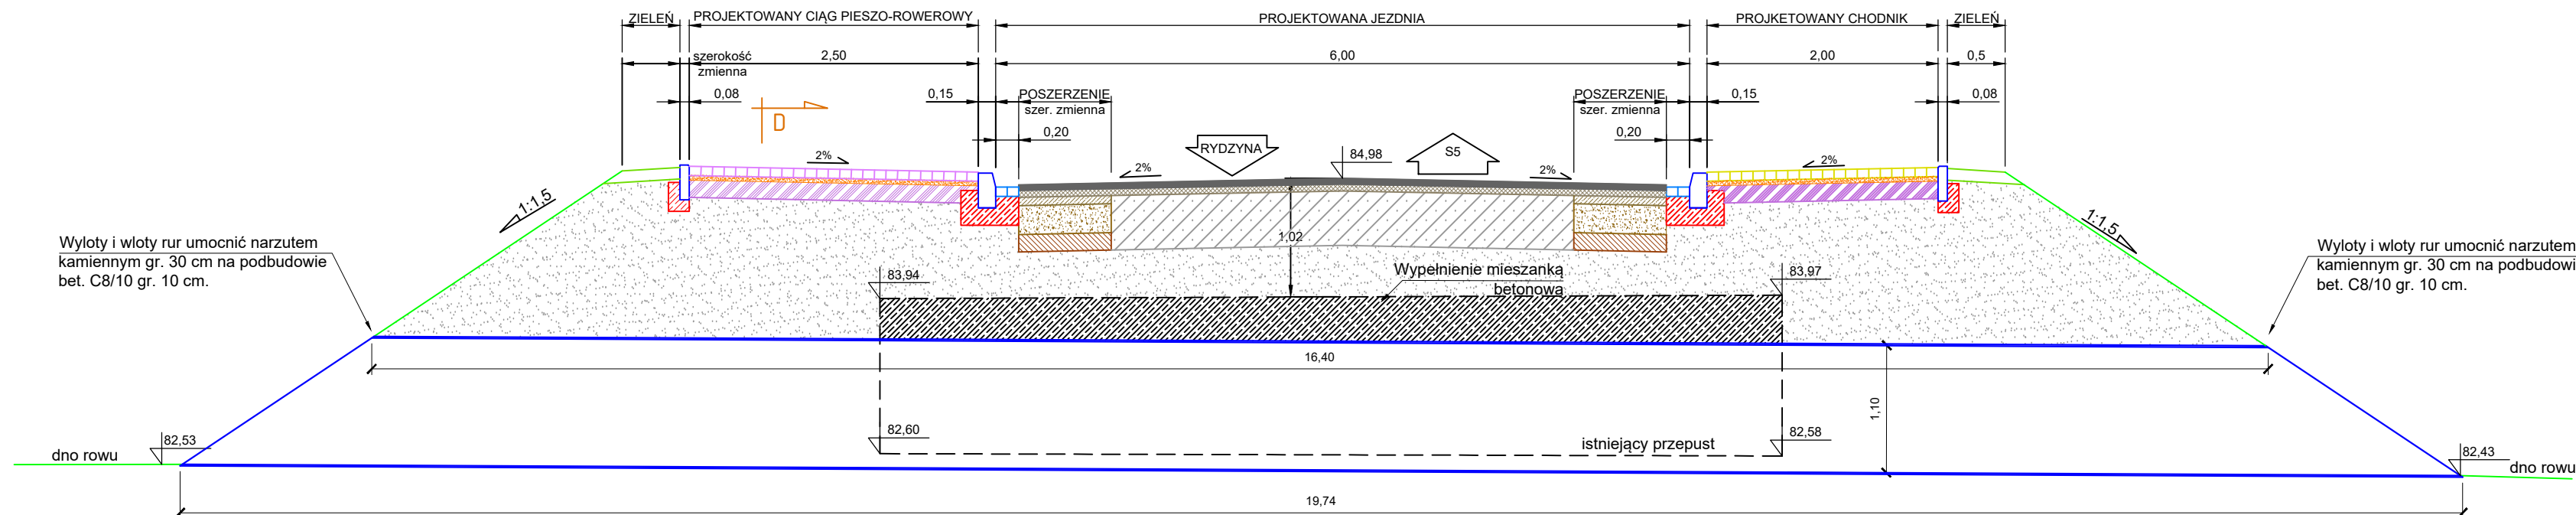 ZIELEŃ
PROJEKTOWANY CIĄG PIESZO-ROWEROWY
PROJEKTOWANA JEZDNIA
PROJKETOWANY CHODNIK
ZIELEŃ
szerokość
zmienna
2,50
6,00
2,00
0,5
0,08
0,15
POSZERZENIE
szer. zmienna
POSZERZENIE
szer. zmienna
0,15
0,08
D
0,20
0,20
RYDZYNA
S5
84,98
2%
2%
2%
2%
1:1,5
1:1,5
Wyloty i wloty rur umocnić narzutem
kamiennym gr. 30 cm na podbudowie
bet. C8/10 gr. 10 cm.
1,02
Wyloty i wloty rur umocnić narzutem
kamiennym gr. 30 cm na podbudowi
bet. C8/10 gr. 10 cm.
83,94
Wypełnienie mieszanką
betonową
83,97
16,40
1,10
82,53
dno rowu
82,60
istniejący przepust
82,58
82,43
dno rowu
19,74